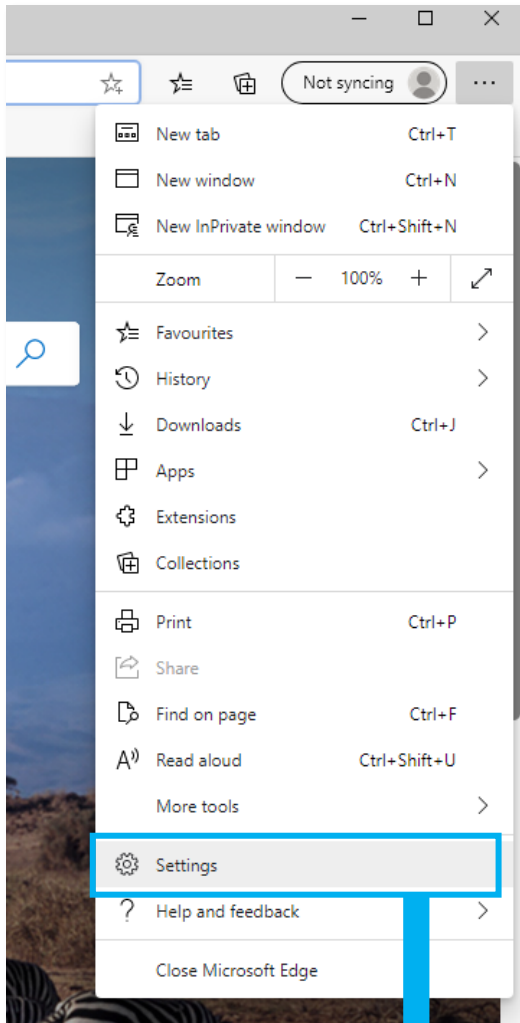 Not syncing
New tab Ctrl+T
New window Ctrl+N
New InPrivate window Ctrl+Shift+N
Zoom — 100% +
Favourites
History
Downloads Ctrl+J
Apps
Extensions
Collections
Print Ctrl+P
Share
Find on page Ctrl+F
Read aloud Ctrl+Shift+U
More tools
Settings
Help and feedback
Close Microsoft Edge